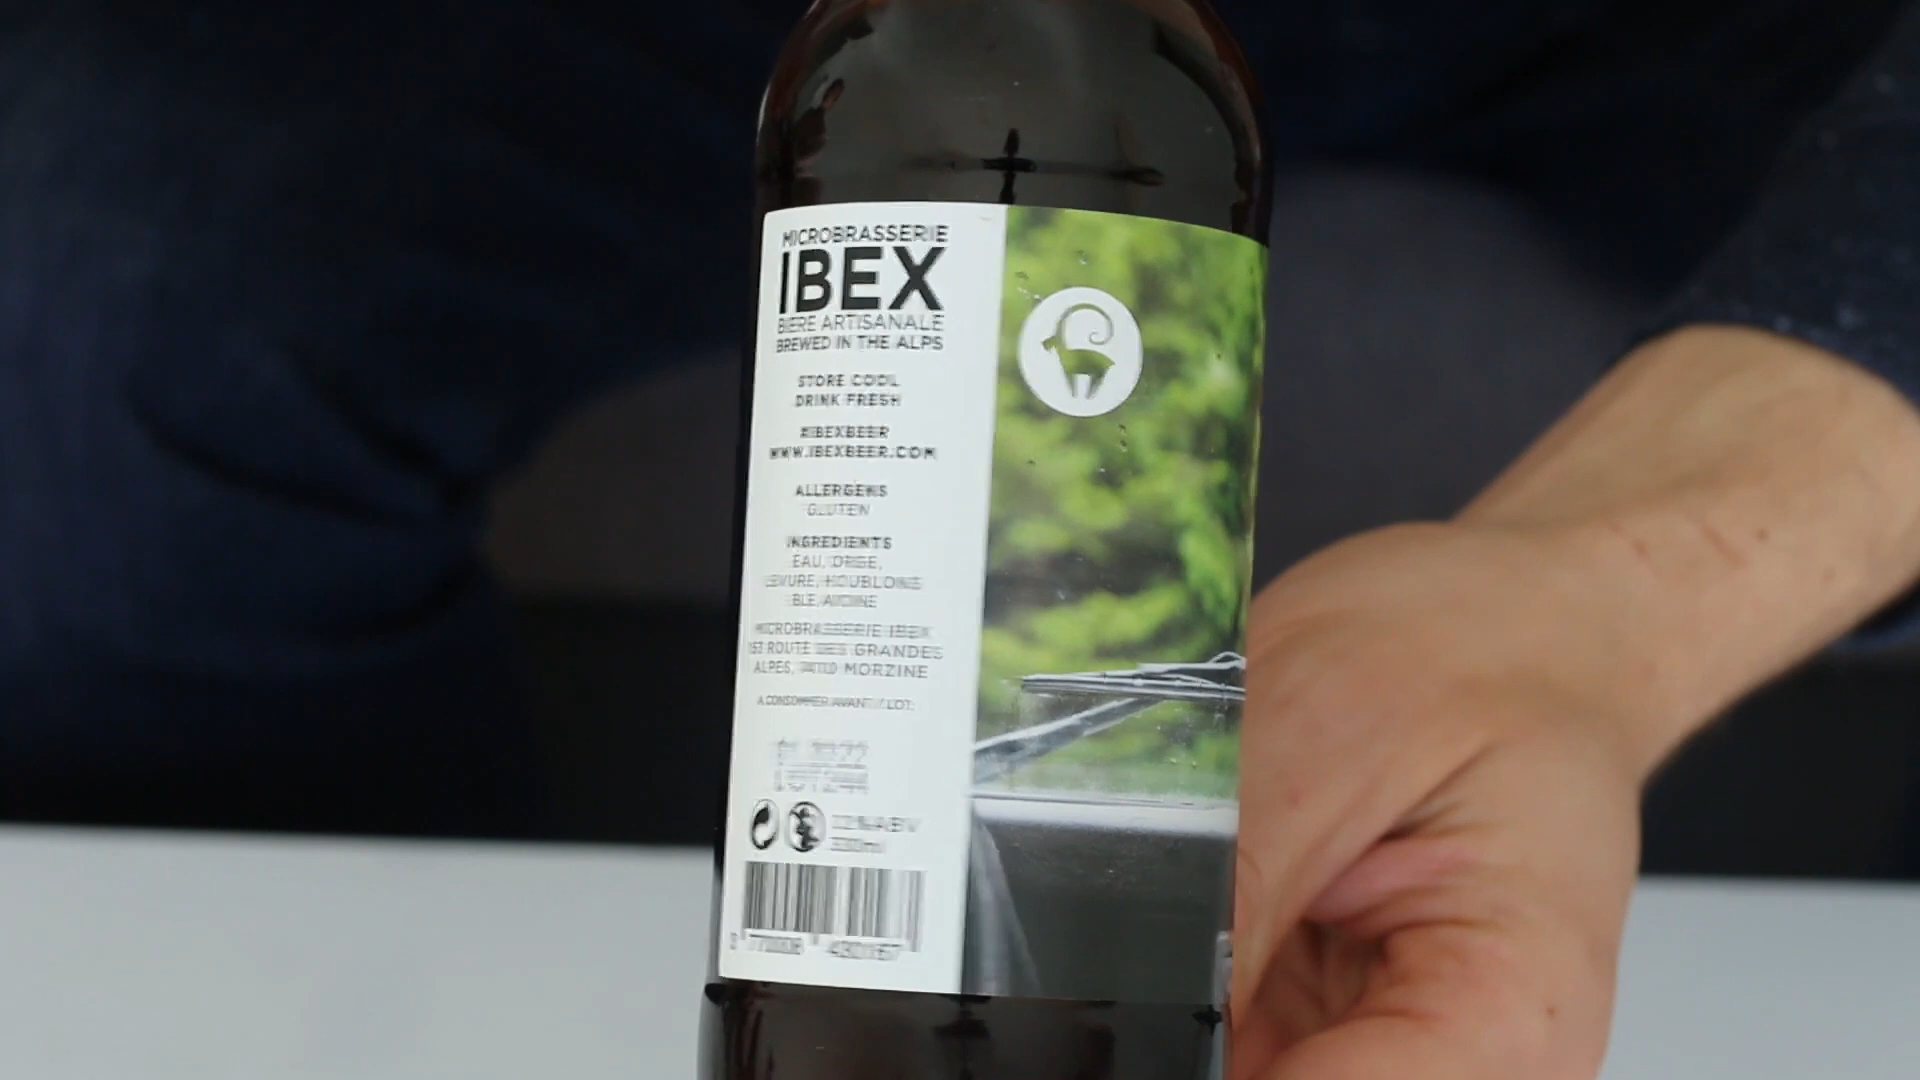 MICROBRASSERIE
IBEX
BIERE ARTISANALE
BREWED IN THE ALPS
STORE COOL
DRINK FRESH
#IBEXBEER
WWW.IBEXBEER.COM
ALLERGENS
GLUTEN
INGREDIENTS
EAU, ORGE,
LEVURE, HOUBLONS
BLE, AVOINE
MICROBRASSERIE IBEX
ROUTE DES GRANDES
ALPES, MORZINE
A CONSOMMER AVANT / LOT:
ABV